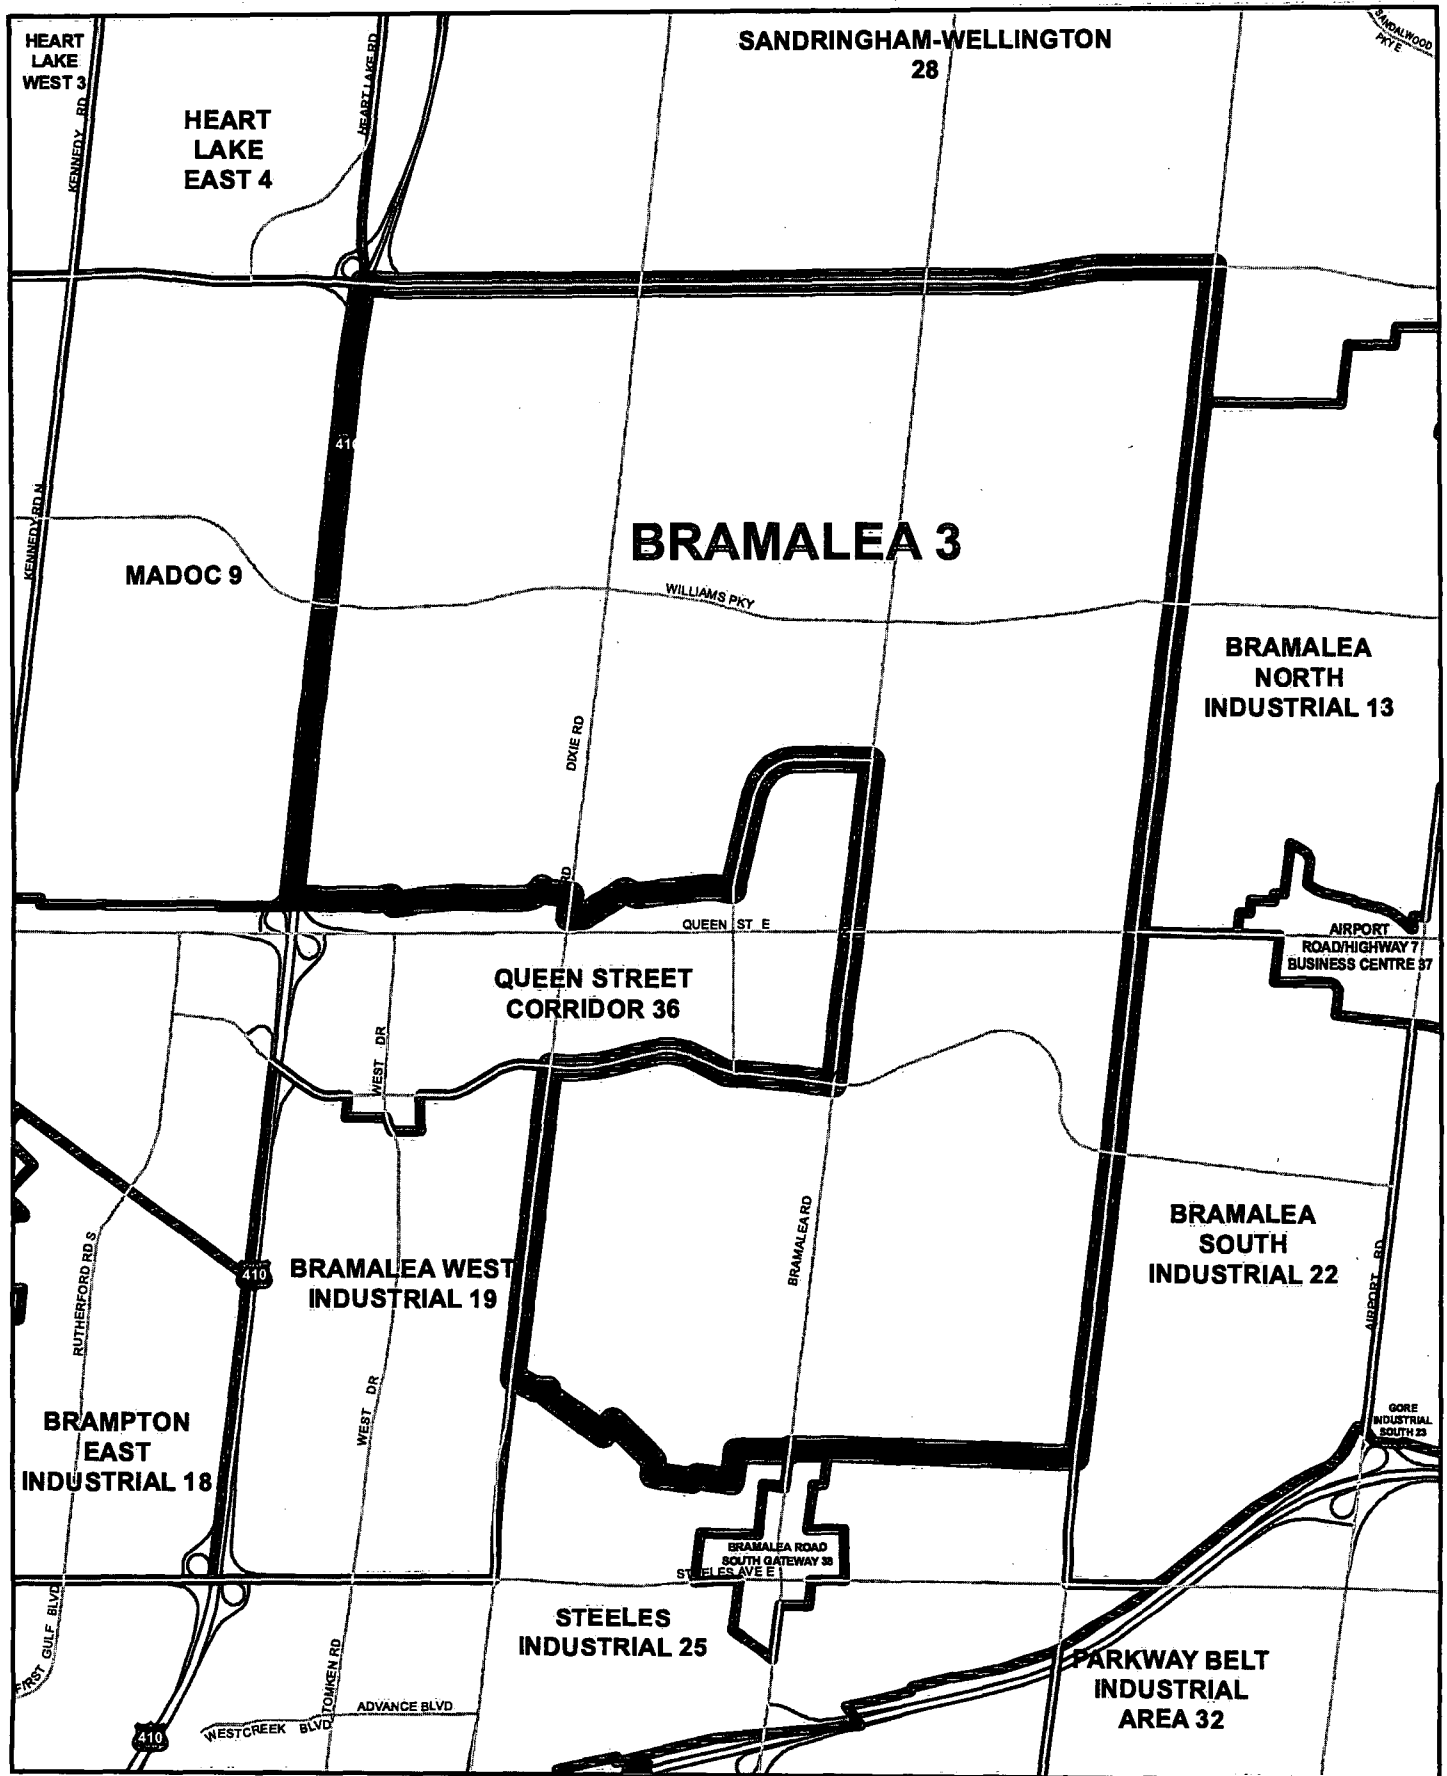 HEART
LAKE
WEST 3
KENNEDY RD
HEART LAKE RD
SANDRINGHAM-WELLINGTON
28
SANDALWOOD
PKY E
HEART
LAKE
EAST 4
410
KENNEDY RD N
MADOC 9
BRAMALEA 3
WILLIAMS PKY
BRAMALEA
NORTH
INDUSTRIAL 13
DIXIE RD
RD
QUEEN ST E
AIRPORT
ROAD/HIGHWAY 7
BUSINESS CENTRE 37
QUEEN STREET
CORRIDOR 36
WEST DR
BRAMALEA RD
BRAMALEA
SOUTH
INDUSTRIAL 22
AIRPORT RD
RUTHERFORD RD S
410
BRAMALEA WEST
INDUSTRIAL 19
WEST DR
BRAMPTON
EAST
INDUSTRIAL 18
GORE
INDUSTRIAL
SOUTH 23
BRAMALEA ROAD
SOUTH GATEWAY 38
STEELES AVE E
STEELES
INDUSTRIAL 25
FIRST GULF BLVD
TOMKEN RD
ADVANCE BLVD
WESTCREEK BLVD
410
PARKWAY BELT
INDUSTRIAL
AREA 32